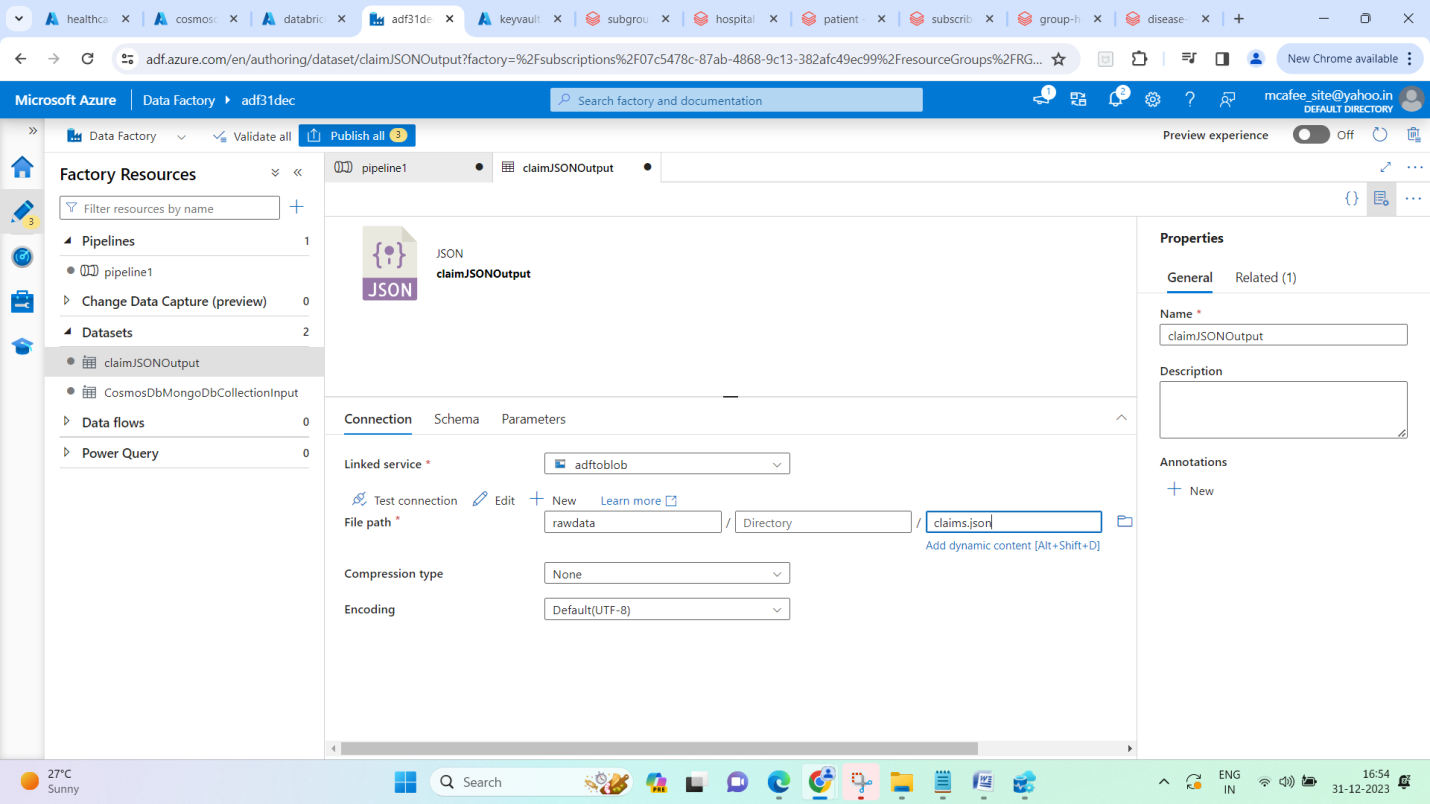 healthca
cosmosd
databric
adf31de
keyvault
subgrou
hospital
patient
subscrib
group-h
disease-
adf.azure.com/en/authoring/dataset/claimJSONOutput?factory=%2Fsubscriptions%2F07c5478c-87ab-4868-9c13-382afc49ec99%2FresourceGroups%2FRG...
New Chrome available
Microsoft Azure
Data Factory
adf31dec
Search factory and documentation
1
2
mcafee_site@yahoo.in
DEFAULT DIRECTORY
Data Factory
Validate all
Publish all 3
Preview experience
Off
Factory Resources
pipeline1
claimJSONOutput
Filter resources by name
3
Pipelines 1
pipeline1
Change Data Capture (preview) 0
Datasets 2
claimJSONOutput
CosmosDbMongoDbCollectionInput
Data flows 0
Power Query 0
JSON
JSON
claimJSONOutput
Connection
Schema
Parameters
Linked service *
adftoblob
Test connection
Edit
New
Learn more
File path *
rawdata / Directory / claims.json
Add dynamic content [Alt+Shift+D]
Compression type
None
Encoding
Default(UTF-8)
Properties
General
Related (1)
Name *
claimJSONOutput
Description
Annotations
New
27°C
Sunny
Search
PRE
ENG
IN
16:54
31-12-2023